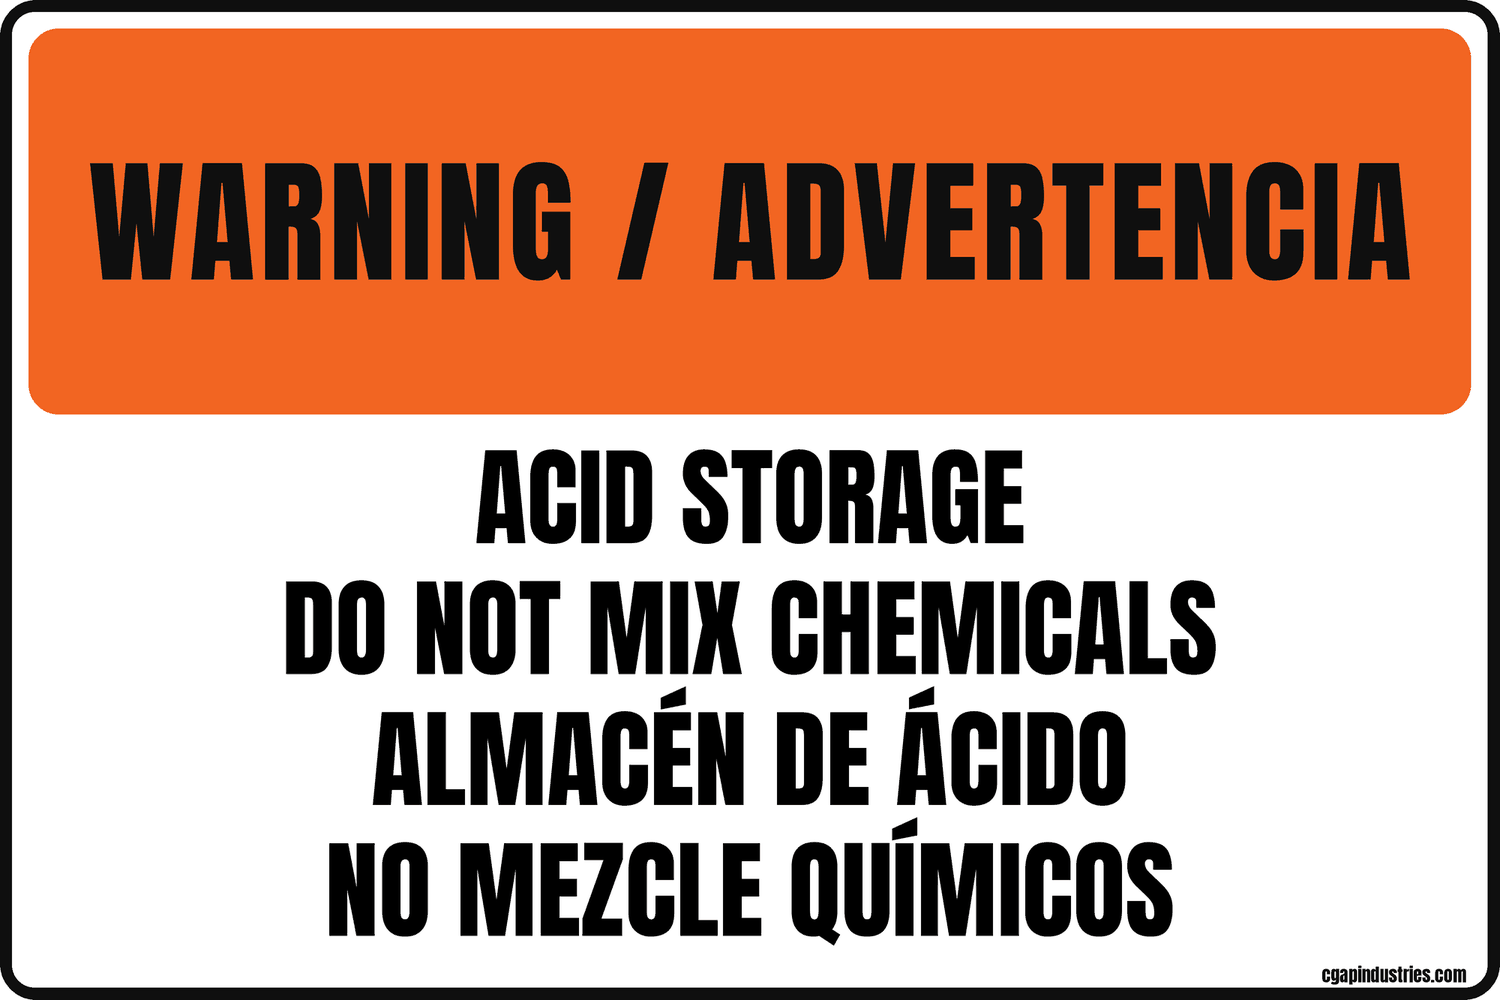 WARNING / ADVERTENCIA
ACID STORAGE
DO NOT MIX CHEMICALS
ALMACÉN DE ÁCIDO
NO MEZCLE QUÍMICOS
cgapindustries.com